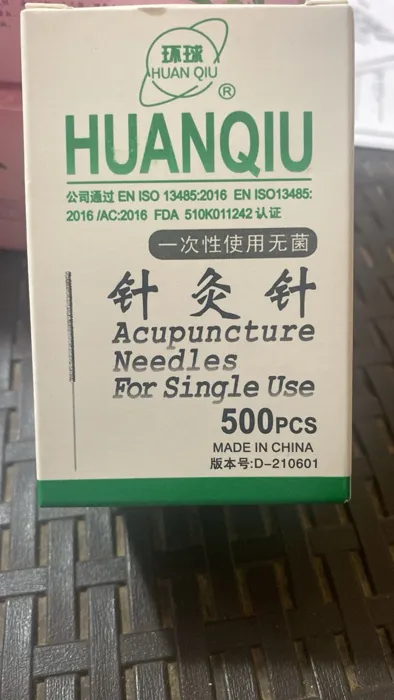 环球
HUAN QIU
®
HUANQIU
公司通过 EN ISO 13485:2016 EN ISO13485:
2016 /AC:2016 FDA 510K011242 认证
一次性使用无菌
针灸针
Acupuncture
Needles
For Single Use
500PCS
MADE IN CHINA
版本号:D-210601